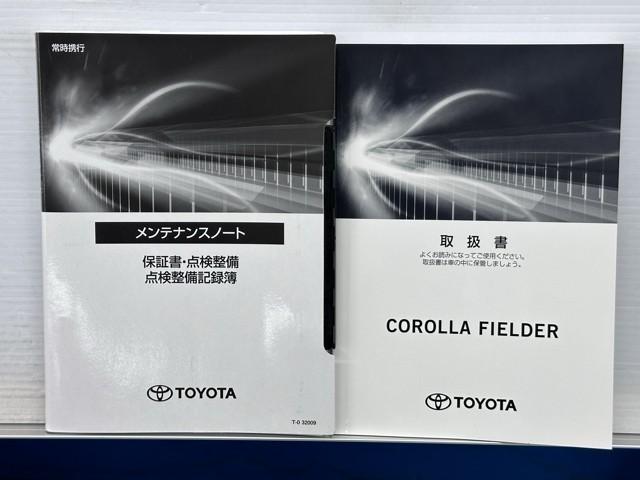 常時携行
メンテナンスノート
保証書・点検整備
点検整備記録簿
TOYOTA
T-0 32009
取扱書
よくお読みになってご使用ください。
取扱書は車の中に保管しましょう。
COROLLA FIELDER
TOYOTA